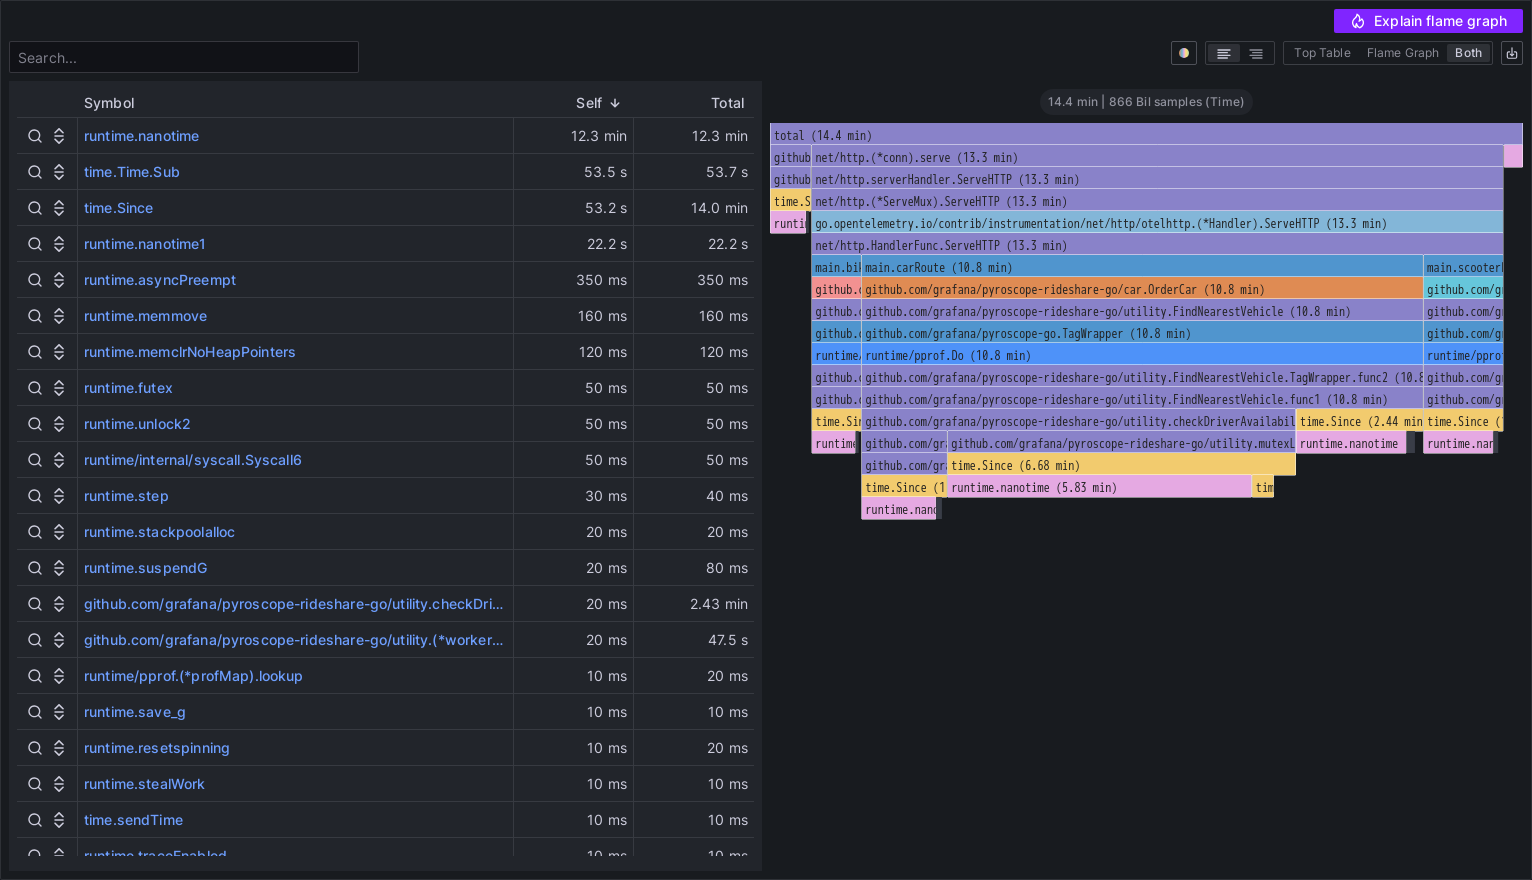 Explain flame graph
Search...
Top Table Flame Graph Both
Symbol Self Total
runtime.nanotime 12.3 min 12.3 min
time.Time.Sub 53.5 s 53.7 s
time.Since 53.2 s 14.0 min
runtime.nanotime1 22.2 s 22.2 s
runtime.asyncPreempt 350 ms 350 ms
runtime.memmove 160 ms 160 ms
runtime.memclrNoHeapPointers 120 ms 120 ms
runtime.futex 50 ms 50 ms
runtime.unlock2 50 ms 50 ms
runtime/internal/syscall.Syscall6 50 ms 50 ms
runtime.step 30 ms 40 ms
runtime.stackpoolalloc 20 ms 20 ms
runtime.suspendG 20 ms 80 ms
github.com/grafana/pyroscope-rideshare-go/utility.checkDri... 20 ms 2.43 min
github.com/grafana/pyroscope-rideshare-go/utility.(*worker... 20 ms 47.5 s
runtime/pprof.(*profMap).lookup 10 ms 20 ms
runtime.save_g 10 ms 10 ms
runtime.resetspinning 10 ms 20 ms
runtime.stealWork 10 ms 10 ms
time.sendTime 10 ms 10 ms
runtime.traceEnabled 10 ms 10 ms
14.4 min | 866 Bil samples (Time)
total (14.4 min)
github net/http.(*conn).serve (13.3 min)
github net/http.serverHandler.ServeHTTP (13.3 min)
time.S net/http.(*ServeMux).ServeHTTP (13.3 min)
runti go.opentelemetry.io/contrib/instrumentation/net/http/otelhttp.(*Handler).ServeHTTP (13.3 min)
net/http.HandlerFunc.ServeHTTP (13.3 min)
main.bi main.carRoute (10.8 min) main.scooter
github.c github.com/grafana/pyroscope-rideshare-go/car.OrderCar (10.8 min) github.com/g
github.c github.com/grafana/pyroscope-rideshare-go/utility.FindNearestVehicle (10.8 min) github.com/g
github.c github.com/grafana/pyroscope-go.TagWrapper (10.8 min) github.com/g
runtime/ runtime/pprof.Do (10.8 min) runtime/ppro
github.c github.com/grafana/pyroscope-rideshare-go/utility.FindNearestVehicle.TagWrapper.func2 (10.8 github.com/g
github.c github.com/grafana/pyroscope-rideshare-go/utility.FindNearestVehicle.func1 (10.8 min) github.com/g
time.Sin github.com/grafana/pyroscope-rideshare-go/utility.checkDriverAvailabil time.Since (2.44 min time.Since (
runtime github.com/gra github.com/grafana/pyroscope-rideshare-go/utility.mutexL runtime.nanotime runtime.nan
github.com/gra time.Since (6.68 min)
time.Since (1 runtime.nanotime (5.83 min) tim
runtime.nano